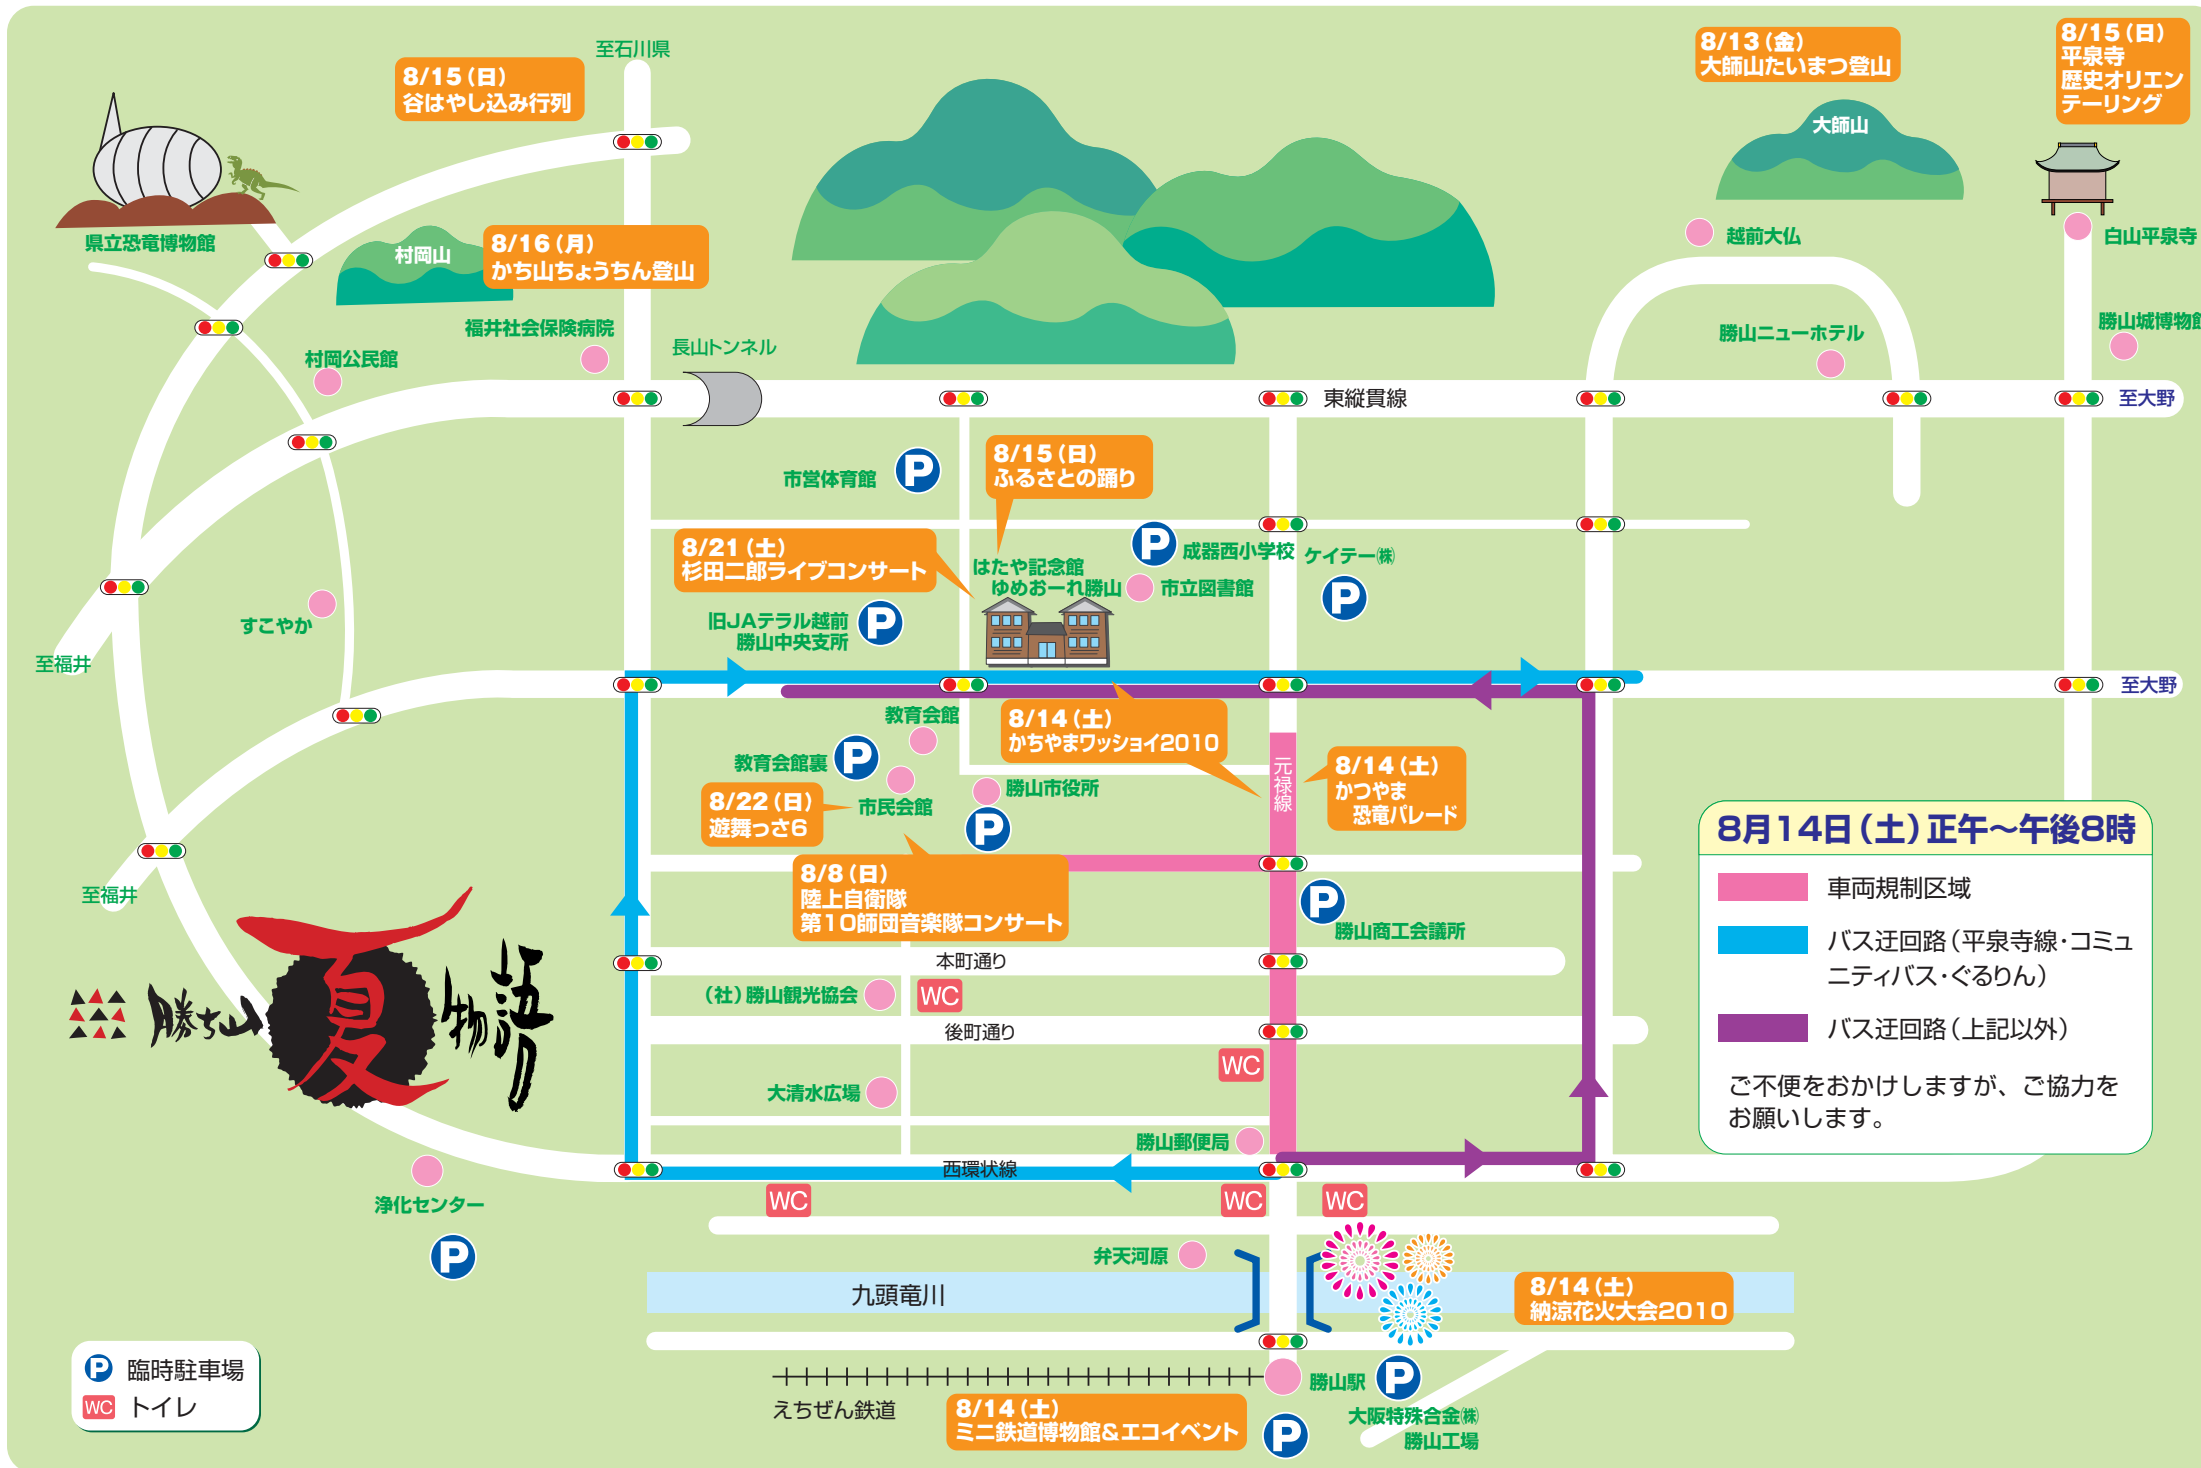 至石川県
8/15（日）
谷はやし込み行列
8/13（金）
大師山たいまつ登山
8/15（日）
平泉寺
歴史オリエン
テーリング
大師山
県立恐竜博物館
村岡山
8/16（月）
かち山ちょうちん登山
越前大仏
白山平泉寺
福井社会保険病院
村岡公民館
長山トンネル
勝山ニューホテル
勝山城博物館
東縦貫線
至大野
市営体育館
P
8/15（日）
ふるさとの踊り
8/21（土）
杉田二郎ライブコンサート
はたや記念館
ゆめおーれ勝山
P
成器西小学校
市立図書館
ケイテー㈱
P
すこやか
旧JAテラル越前
勝山中央支所
P
至福井
至大野
教育会館
8/14（土）
かちやまワッショイ2010
教育会館裏
P
8/22（日）
遊舞っさ6
市民会館
勝山市役所
P
元禄線
8/14（土）
かつやま
恐竜パレード
8/8（日）
陸上自衛隊
第10師団音楽隊コンサート
P
勝山商工会議所
至福井
本町通り
（社）勝山観光協会
WC
後町通り
WC
大清水広場
勝山郵便局
西環状線
WC
WC
WC
勝ち山
夏
物語
浄化センター
P
弁天河原
九頭竜川
8/14（土）
納涼花火大会2010
えちぜん鉄道
8/14（土）
ミニ鉄道博物館&エコイベント
勝山駅
P
P
大阪特殊合金㈱
勝山工場
8月14日（土）正午～午後8時
車両規制区域
バス迂回路（平泉寺線・コミュ
ニティバス・ぐるりん）
バス迂回路（上記以外）
ご不便をおかけしますが、ご協力を
お願いします。
P 臨時駐車場
WC トイレ